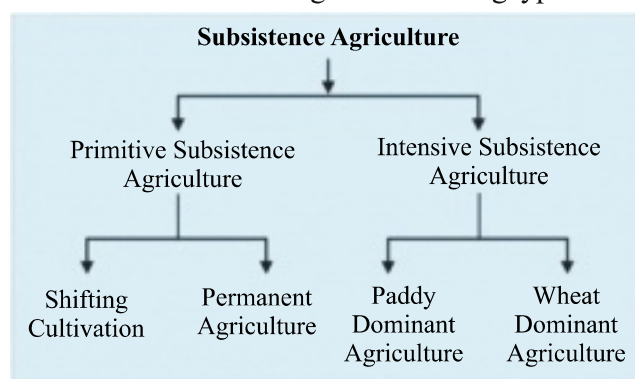 Subsistence Agriculture
Primitive Subsistence
Agriculture
Intensive Subsistence
Agriculture
Shifting
Cultivation
Permanent
Agriculture
Paddy
Dominant
Agriculture
Wheat
Dominant
Agriculture